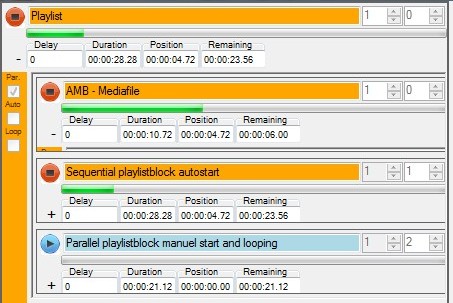 Playlist 1 0
Delay Duration Position Remaining
- 0 00:00:28.28 00:00:04.72 00:00:23.56
Par.
Auto
Loop
AMB - Mediafile 1 0
Delay Duration Position Remaining
- 0 00:00:10.72 00:00:04.72 00:00:06.00
Sequential playlistblock autostart 1 1
Delay Duration Position Remaining
+ 0 00:00:28.28 00:00:04.72 00:00:23.56
Parallel playlistblock manuel start and looping 1 2
Delay Duration Position Remaining
+ 0 00:00:21.12 00:00:00.00 00:00:21.12